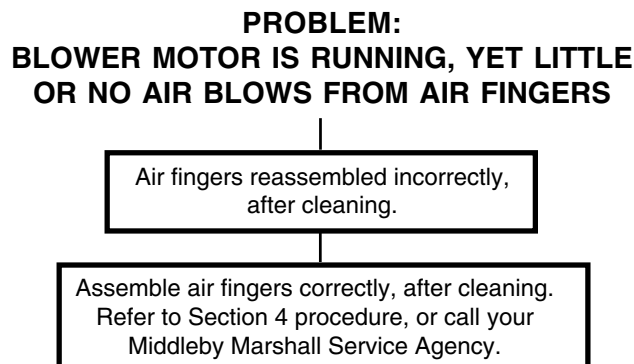 PROBLEM:
BLOWER MOTOR IS RUNNING, YET LITTLE
OR NO AIR BLOWS FROM AIR FINGERS
Air fingers reassembled incorrectly,
after cleaning.
Assemble air fingers correctly, after cleaning.
Refer to Section 4 procedure, or call your
Middleby Marshall Service Agency.